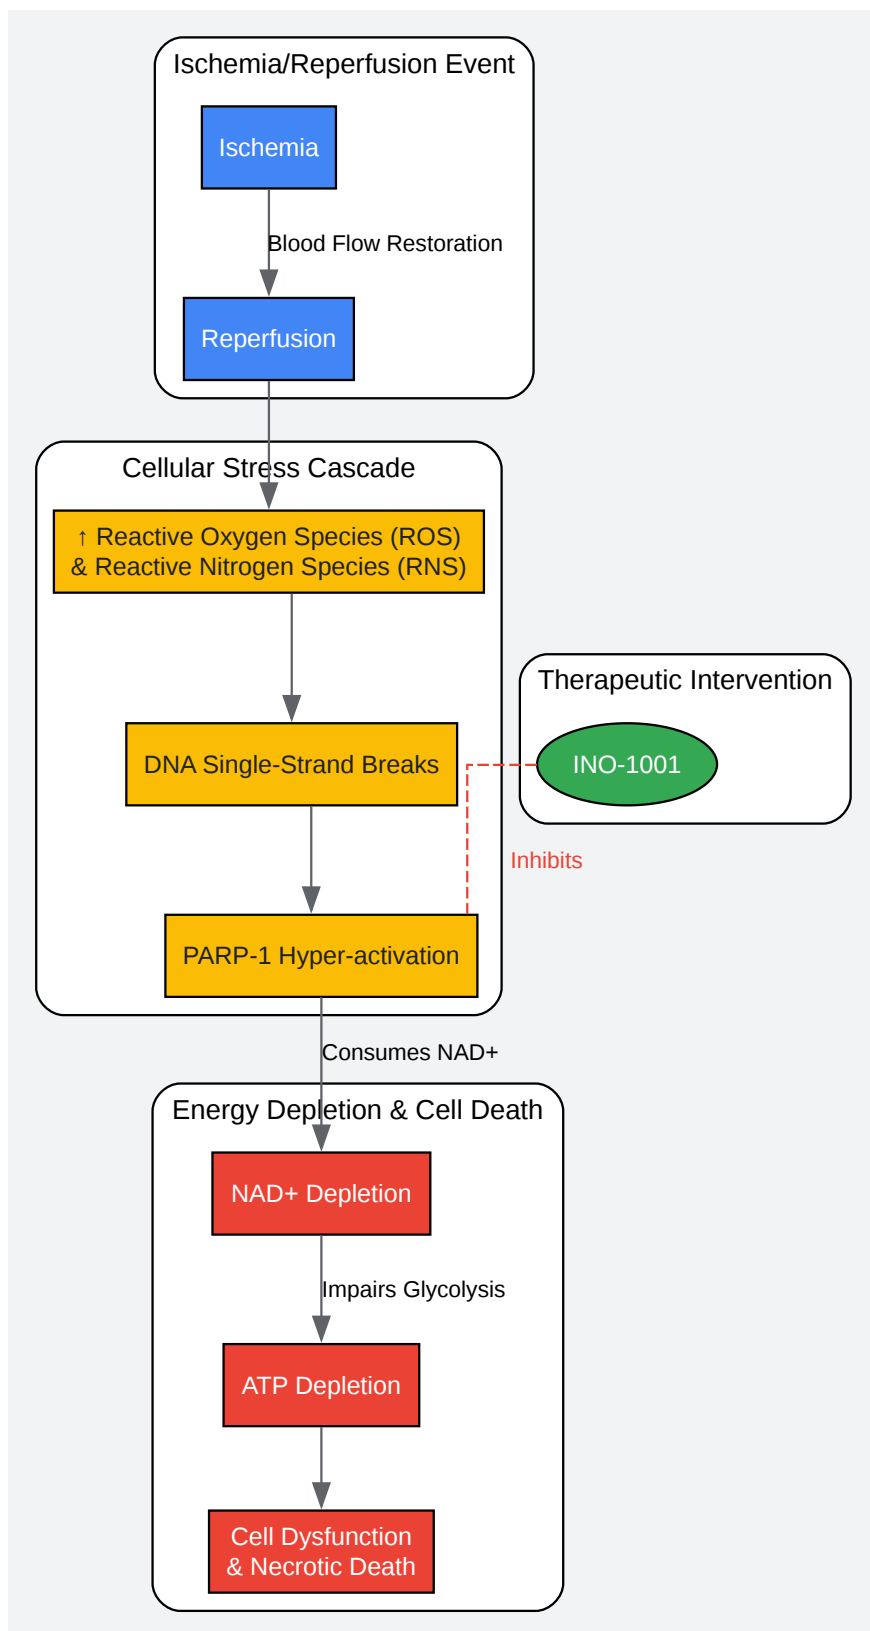 Ischemia/Reperfusion Event
Ischemia
Blood Flow Restoration
Reperfusion
Cellular Stress Cascade
↑ Reactive Oxygen Species (ROS)
& Reactive Nitrogen Species (RNS)
Therapeutic Intervention
DNA Single-Strand Breaks
INO-1001
Inhibits
PARP-1 Hyper-activation
Consumes NAD+
Energy Depletion & Cell Death
NAD+ Depletion
Impairs Glycolysis
ATP Depletion
Cell Dysfunction
& Necrotic Death